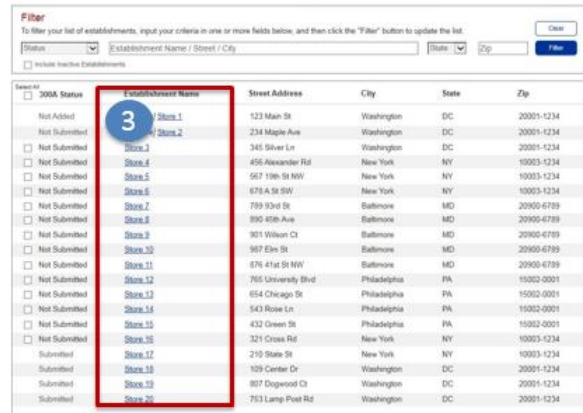 Filter
To filter your list of establishments, input your criteria in one or more fields below, and then click the "Filter" button to update the list.
Clear
Status Establishment Name / Street / City State Zip Filter
Include Inactive Establishments
Select All
300A Status Establishment Name Street Address City State Zip
3
Not Added / Store 1 123 Main St Washington DC 20001-1234
Not Submitted / Store 2 234 Maple Ave Washington DC 20001-1234
Not Submitted Store 3 345 Silver Ln Washington DC 20001-1234
Not Submitted Store 4 456 Alexander Rd New York NY 10003-1234
Not Submitted Store 5 567 19th St NW New York NY 10003-1234
Not Submitted Store 6 678 A St SW New York NY 10003-1234
Not Submitted Store 7 789 93rd St Baltimore MD 20900-6789
Not Submitted Store 8 890 45th Ave Baltimore MD 20900-6789
Not Submitted Store 9 901 Wilson Ct Baltimore MD 20900-6789
Not Submitted Store 10 987 Elm St Baltimore MD 20900-6789
Not Submitted Store 11 876 41st St NW Baltimore MD 20900-6789
Not Submitted Store 12 765 University Blvd Philadelphia PA 15002-0001
Not Submitted Store 13 654 Chicago St Philadelphia PA 15002-0001
Not Submitted Store 14 543 Rose Ln Philadelphia PA 15002-0001
Not Submitted Store 15 432 Green St Philadelphia PA 15002-0001
Not Submitted Store 16 321 Cross Rd New York NY 10003-1234
Submitted Store 17 210 State St New York NY 10003-1234
Submitted Store 18 109 Center Dr Washington DC 20001-1234
Submitted Store 19 807 Dogwood Ct Washington DC 20001-1234
Submitted Store 20 753 Lamp Post Rd Washington DC 20001-1234